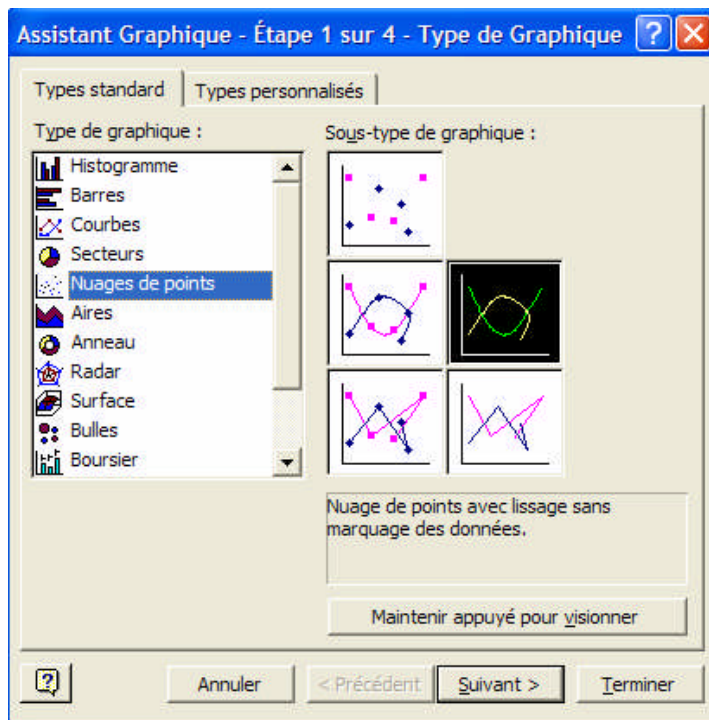 Assistant Graphique - Étape 1 sur 4 - Type de Graphique
Types standard
Types personnalisés
Type de graphique :
Histogramme
Barres
Courbes
Secteurs
Nuages de points
Aires
Anneau
Radar
Surface
Bulles
Boursier
Sous-type de graphique :
Nuage de points avec lissage sans
marquage des données.
Maintenir appuyé pour visionner
Annuler
< Précédent
Suivant >
Terminer